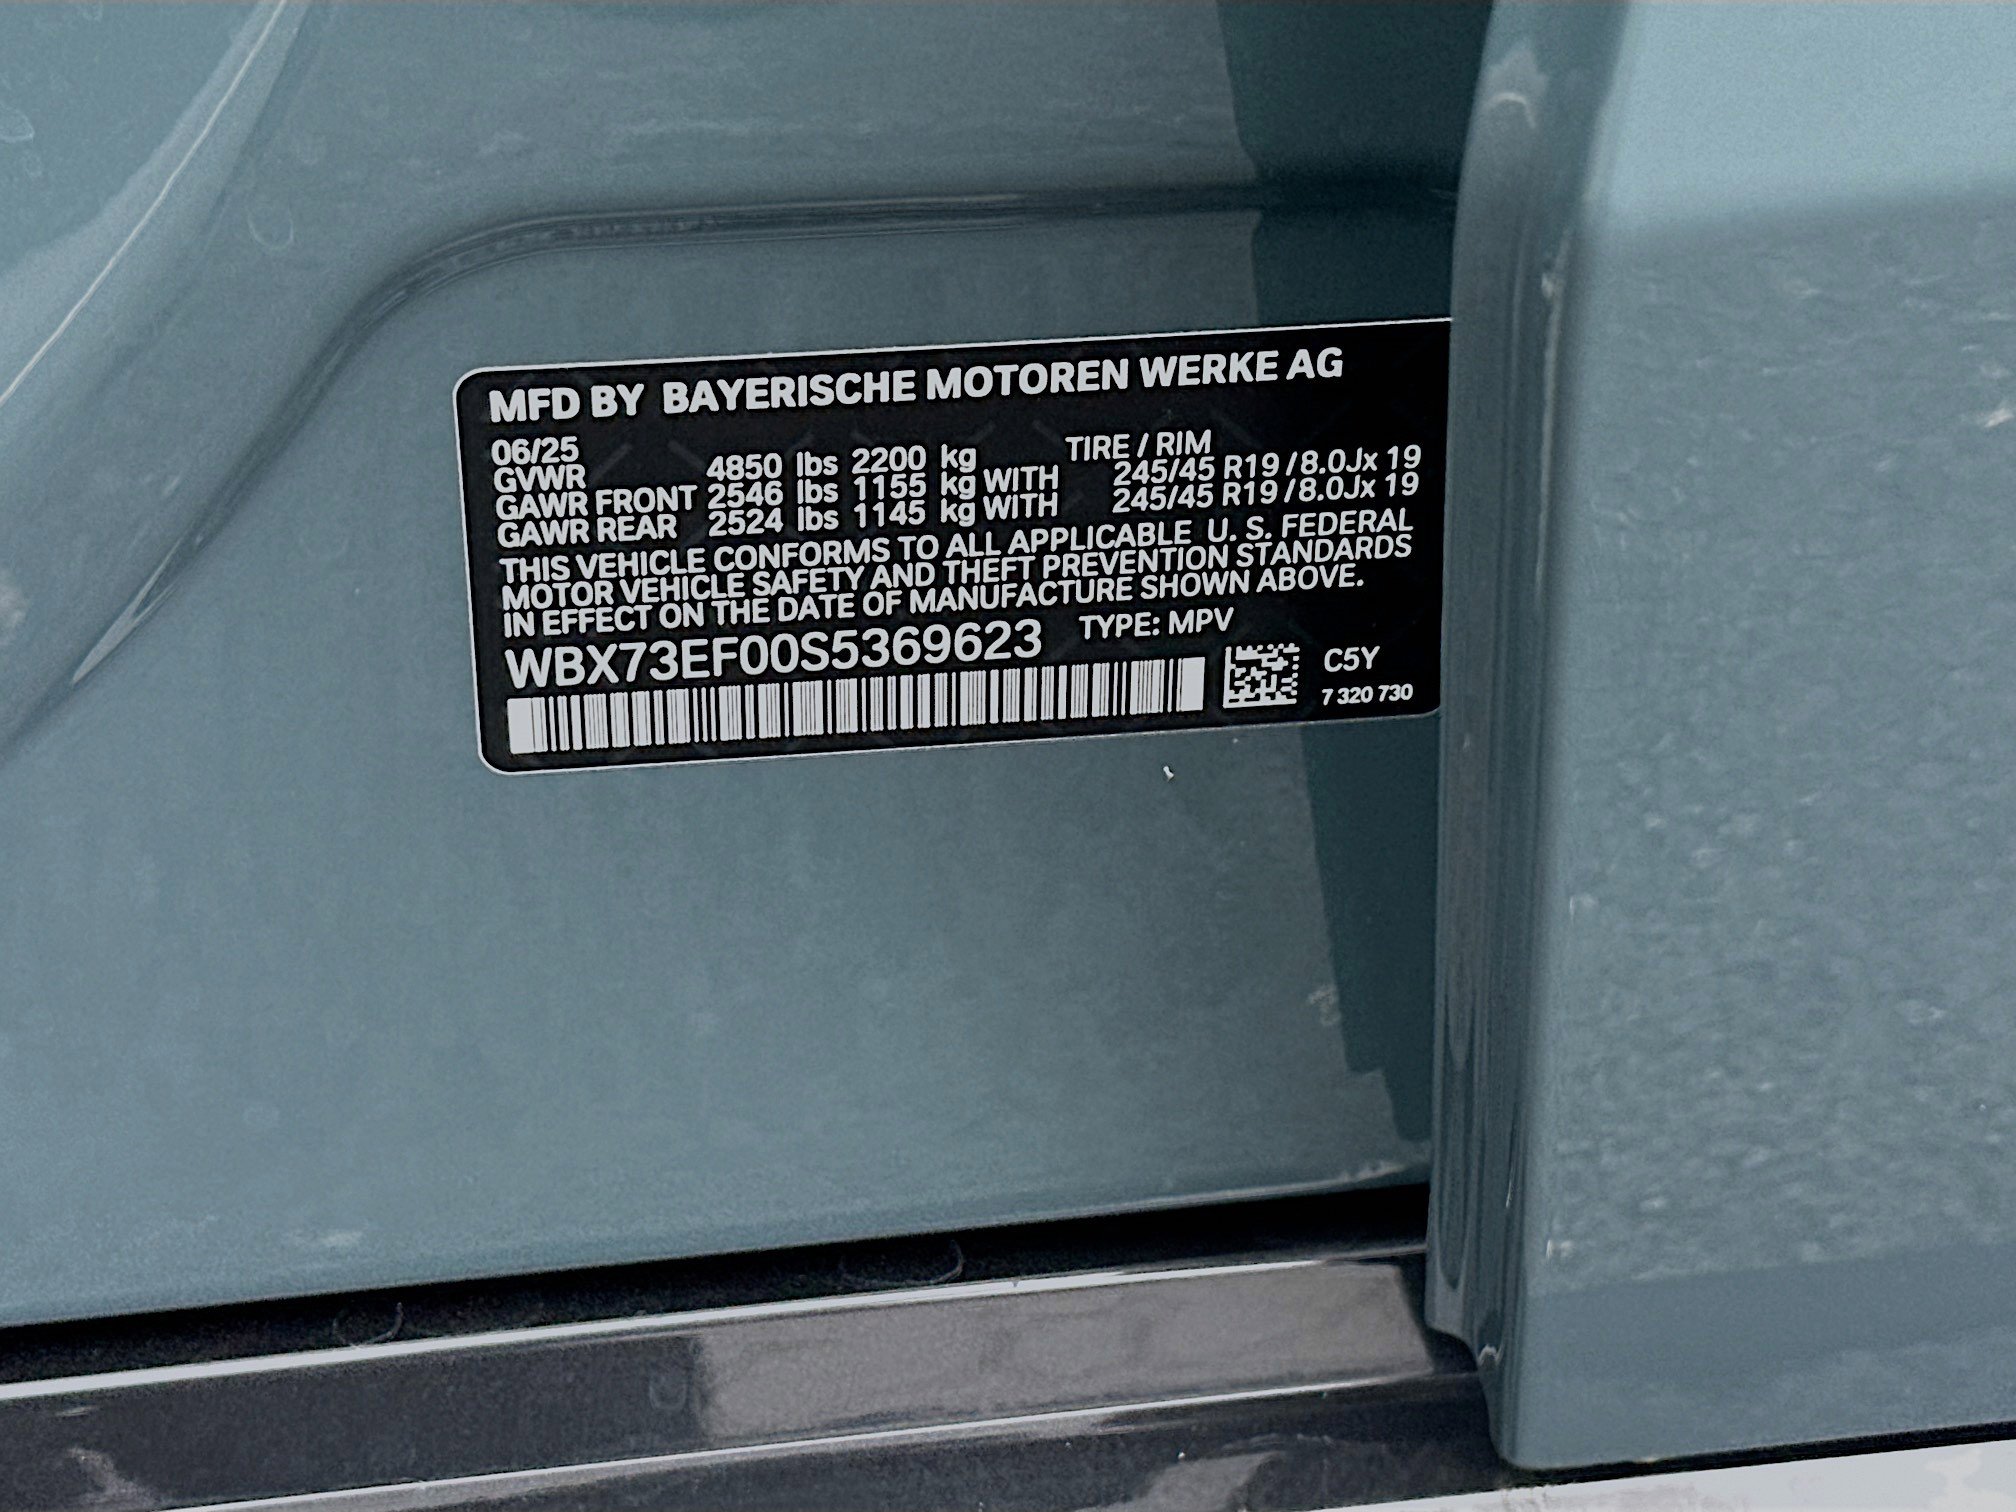 MFD BY BAYERISCHE MOTOREN WERKE AG
06/25 TIRE / RIM
GVWR 4850 lbs 2200 kg
GAWR FRONT 2546 lbs 1155 kg WITH 245/45 R19 /8.0Jx 19
GAWR REAR 2524 lbs 1145 kg WITH 245/45 R19 /8.0Jx 19
THIS VEHICLE CONFORMS TO ALL APPLICABLE U. S. FEDERAL
MOTOR VEHICLE SAFETY AND THEFT PREVENTION STANDARDS
IN EFFECT ON THE DATE OF MANUFACTURE SHOWN ABOVE.
WBX73EF00S5369623 TYPE: MPV
C5Y
7 320 730